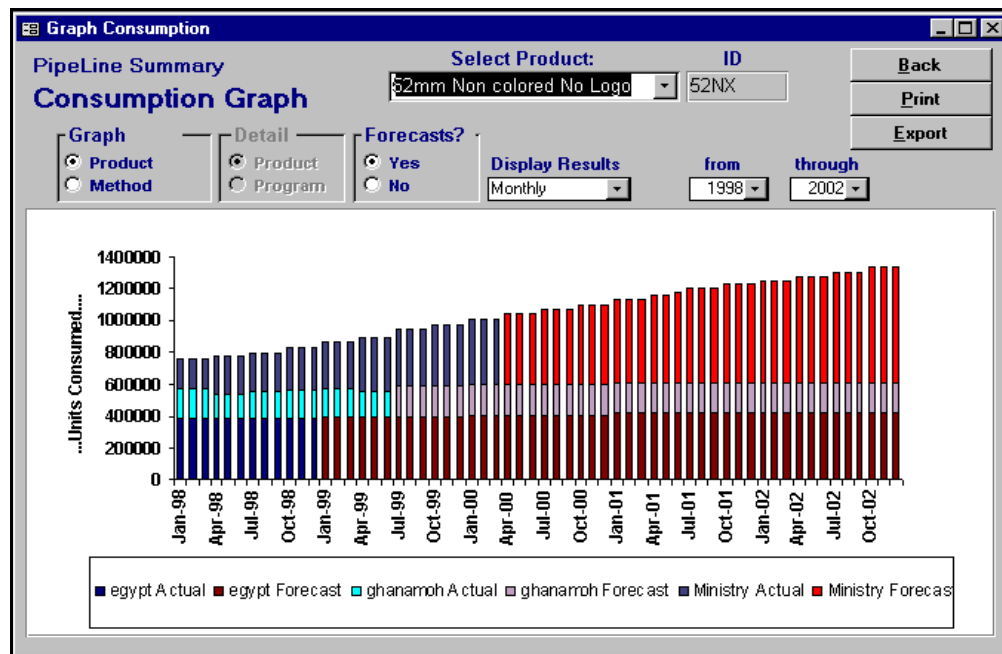 Graph Consumption
PipeLine Summary
Consumption Graph
Select Product:
52mm Non colored No Logo
ID
52NX
Back
Print
Export
Graph
Product
Method
Detail
Product
Program
Forecasts?
Yes
No
Display Results
Monthly
from
1998
through
2002
...Units Consumed....
1400000
1200000
1000000
800000
600000
400000
200000
0
Jan-98
Apr-98
Jul-98
Oct-98
Jan-99
Apr-99
Jul-99
Oct-99
Jan-00
Apr-00
Jul-00
Oct-00
Jan-01
Apr-01
Jul-01
Oct-01
Jan-02
Apr-02
Jul-02
Oct-02
egypt Actual egypt Forecast ghanamoh Actual ghanamoh Forecast Ministry Actual Ministry Forecas